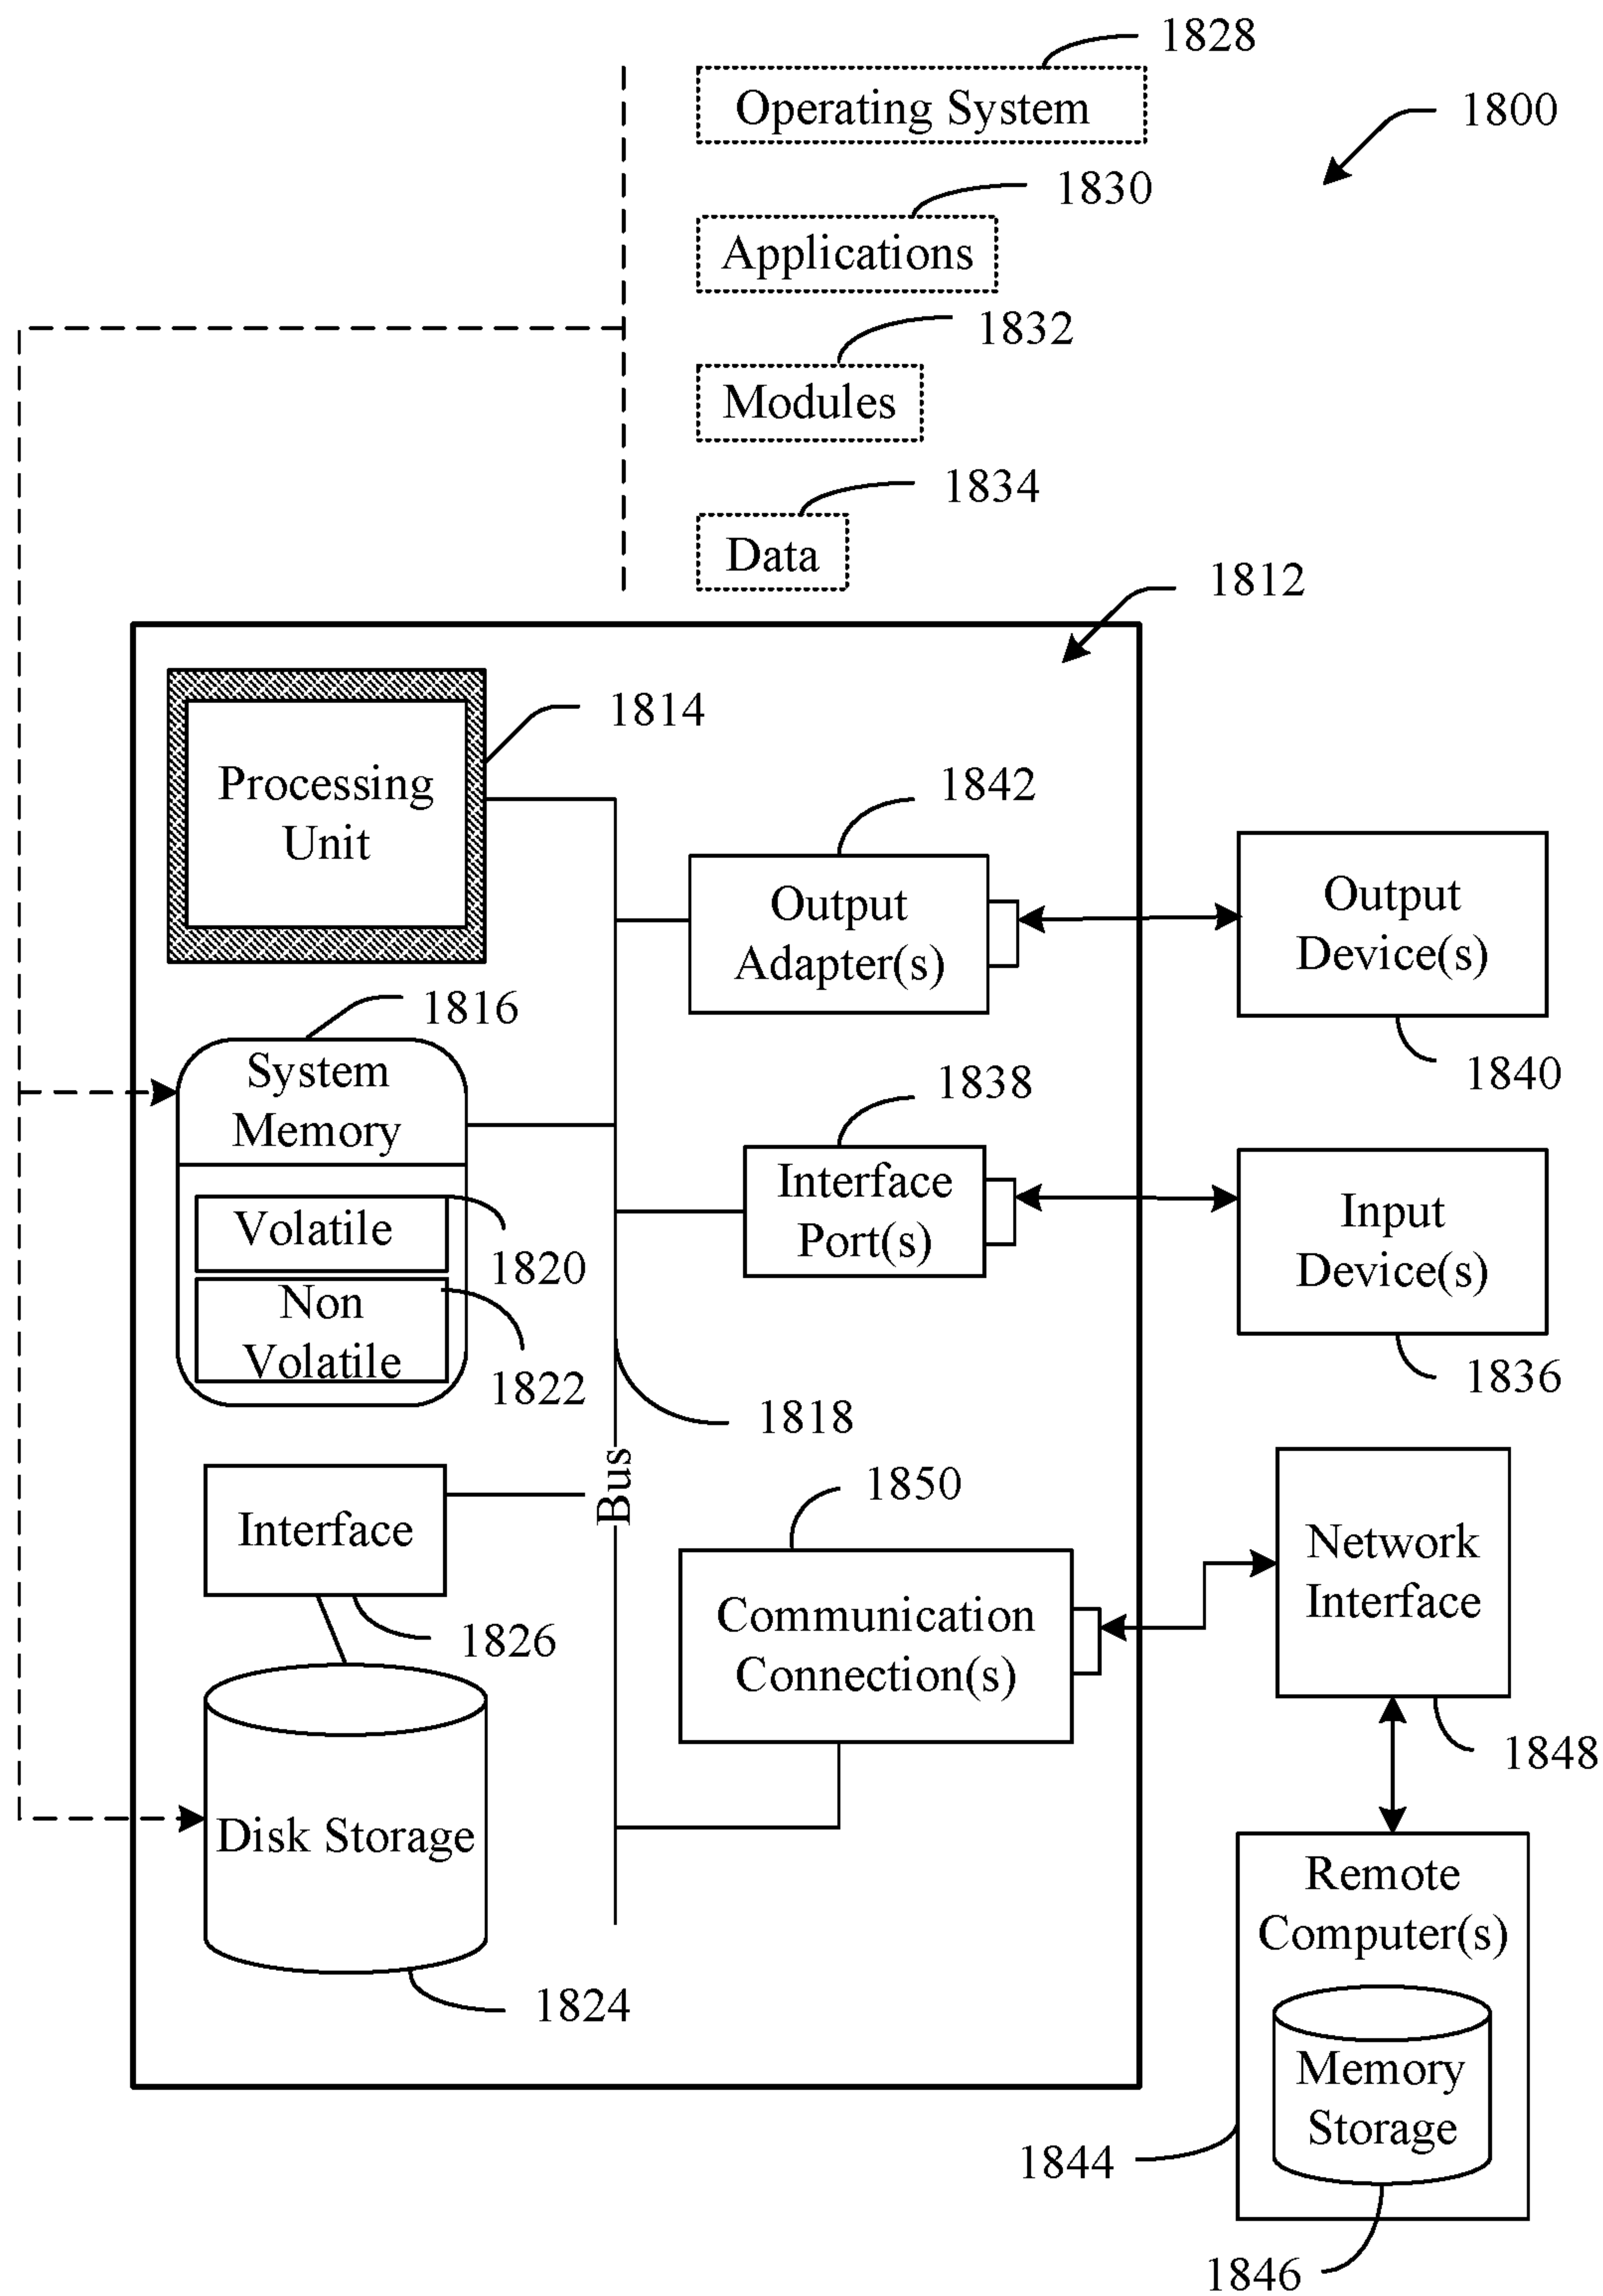 1828
Operating System
1800
1830
Applications
1832
Modules
1834
Data
1812
1814
Processing
Unit
1842
Output
Adapter(s)
Output
Device(s)
1840
1816
System
Memory
1838
Interface
Port(s)
Input
Device(s)
1836
Volatile
1820
Non
Volatile
1822
1818
Bus
1850
Interface
1826
Communication
Connection(s)
Network
Interface
1848
Disk Storage
1824
Remote
Computer(s)
Memory
Storage
1844
1846